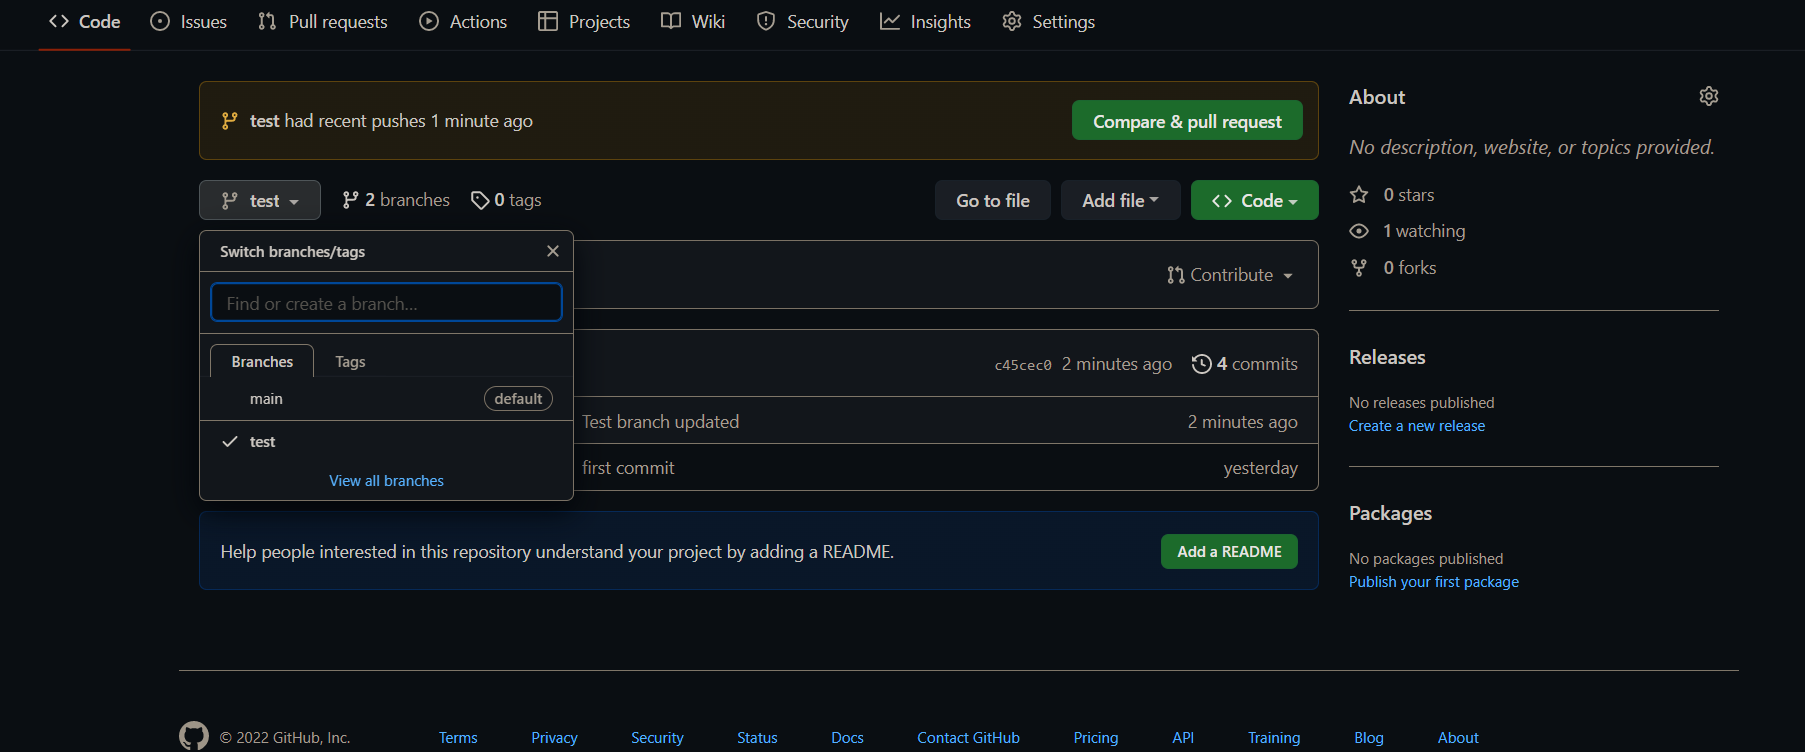 Code Issues Pull requests Actions Projects Wiki Security Insights Settings
test had recent pushes 1 minute ago
Compare & pull request
test
2 branches
0 tags
Go to file
Add file
Code
Switch branches/tags
Find or create a branch...
Branches
Tags
main
default
test
View all branches
Contribute
c45cec0 2 minutes ago 4 commits
Test branch updated 2 minutes ago
first commit yesterday
Help people interested in this repository understand your project by adding a README.
Add a README
About
No description, website, or topics provided.
0 stars
1 watching
0 forks
Releases
No releases published
Create a new release
Packages
No packages published
Publish your first package
© 2022 GitHub, Inc. Terms Privacy Security Status Docs Contact GitHub Pricing API Training Blog About